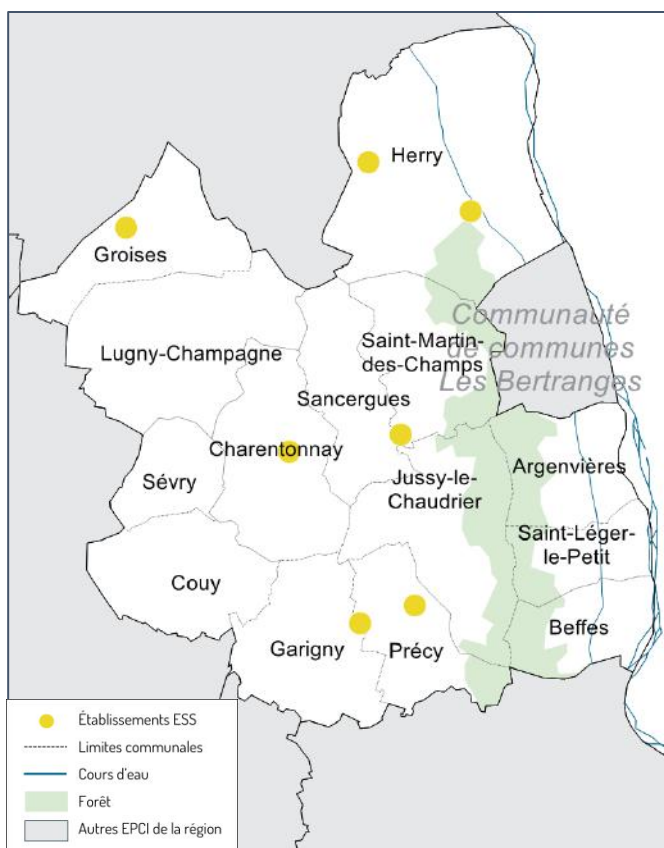 Herry
Groises
Communauté
de communes
Les Bertranges
Saint-Martin-
des-Champs
Lugny-Champagne
Sancergues
Charentonnay
Argenvières
Jussy-le-
Chaudrier
Sévry
Saint-Léger-
le-Petit
Couy
Beffes
Garigny
Précy
Établissements ESS
Limites communales
Cours d'eau
Forêt
Autres EPCI de la région